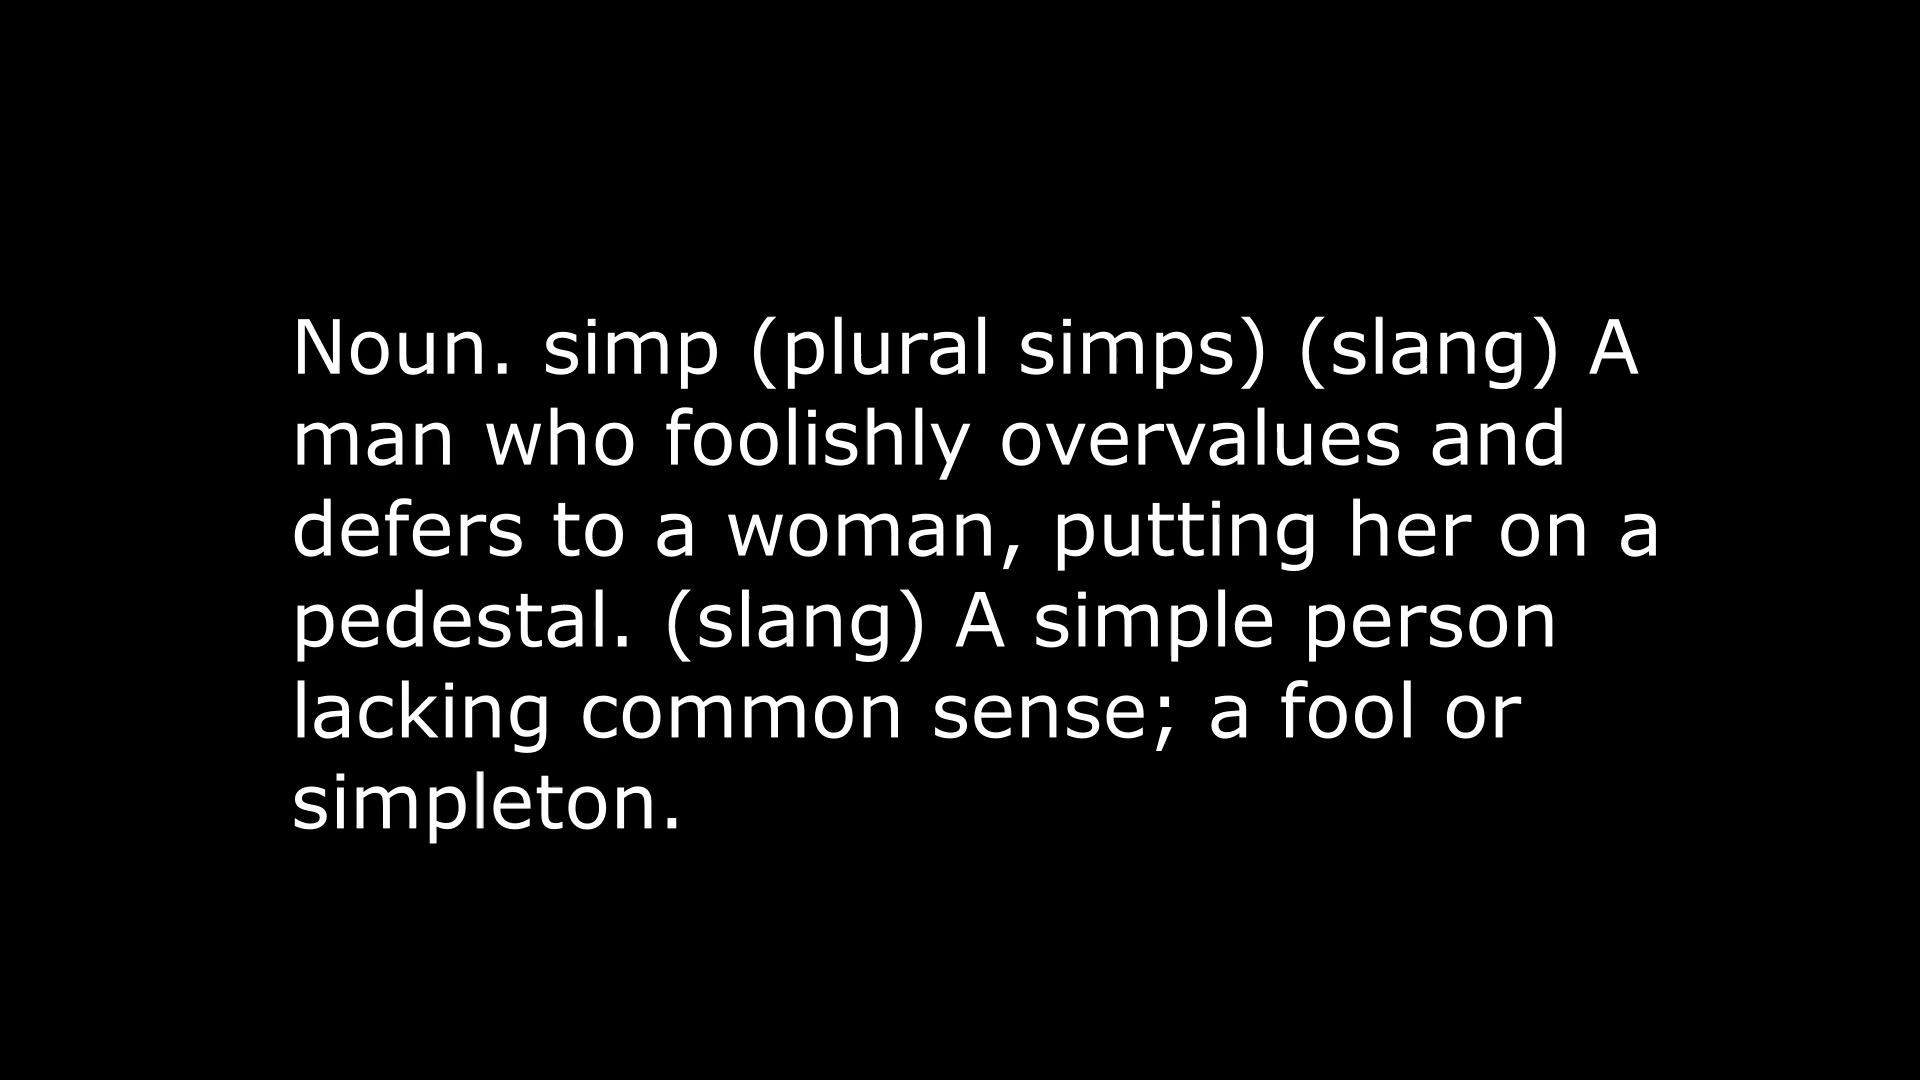 Noun. simp (plural simps) (slang) A
man who foolishly overvalues and
defers to a woman, putting her on a
pedestal. (slang) A simple person
lacking common sense; a fool or
simpleton.